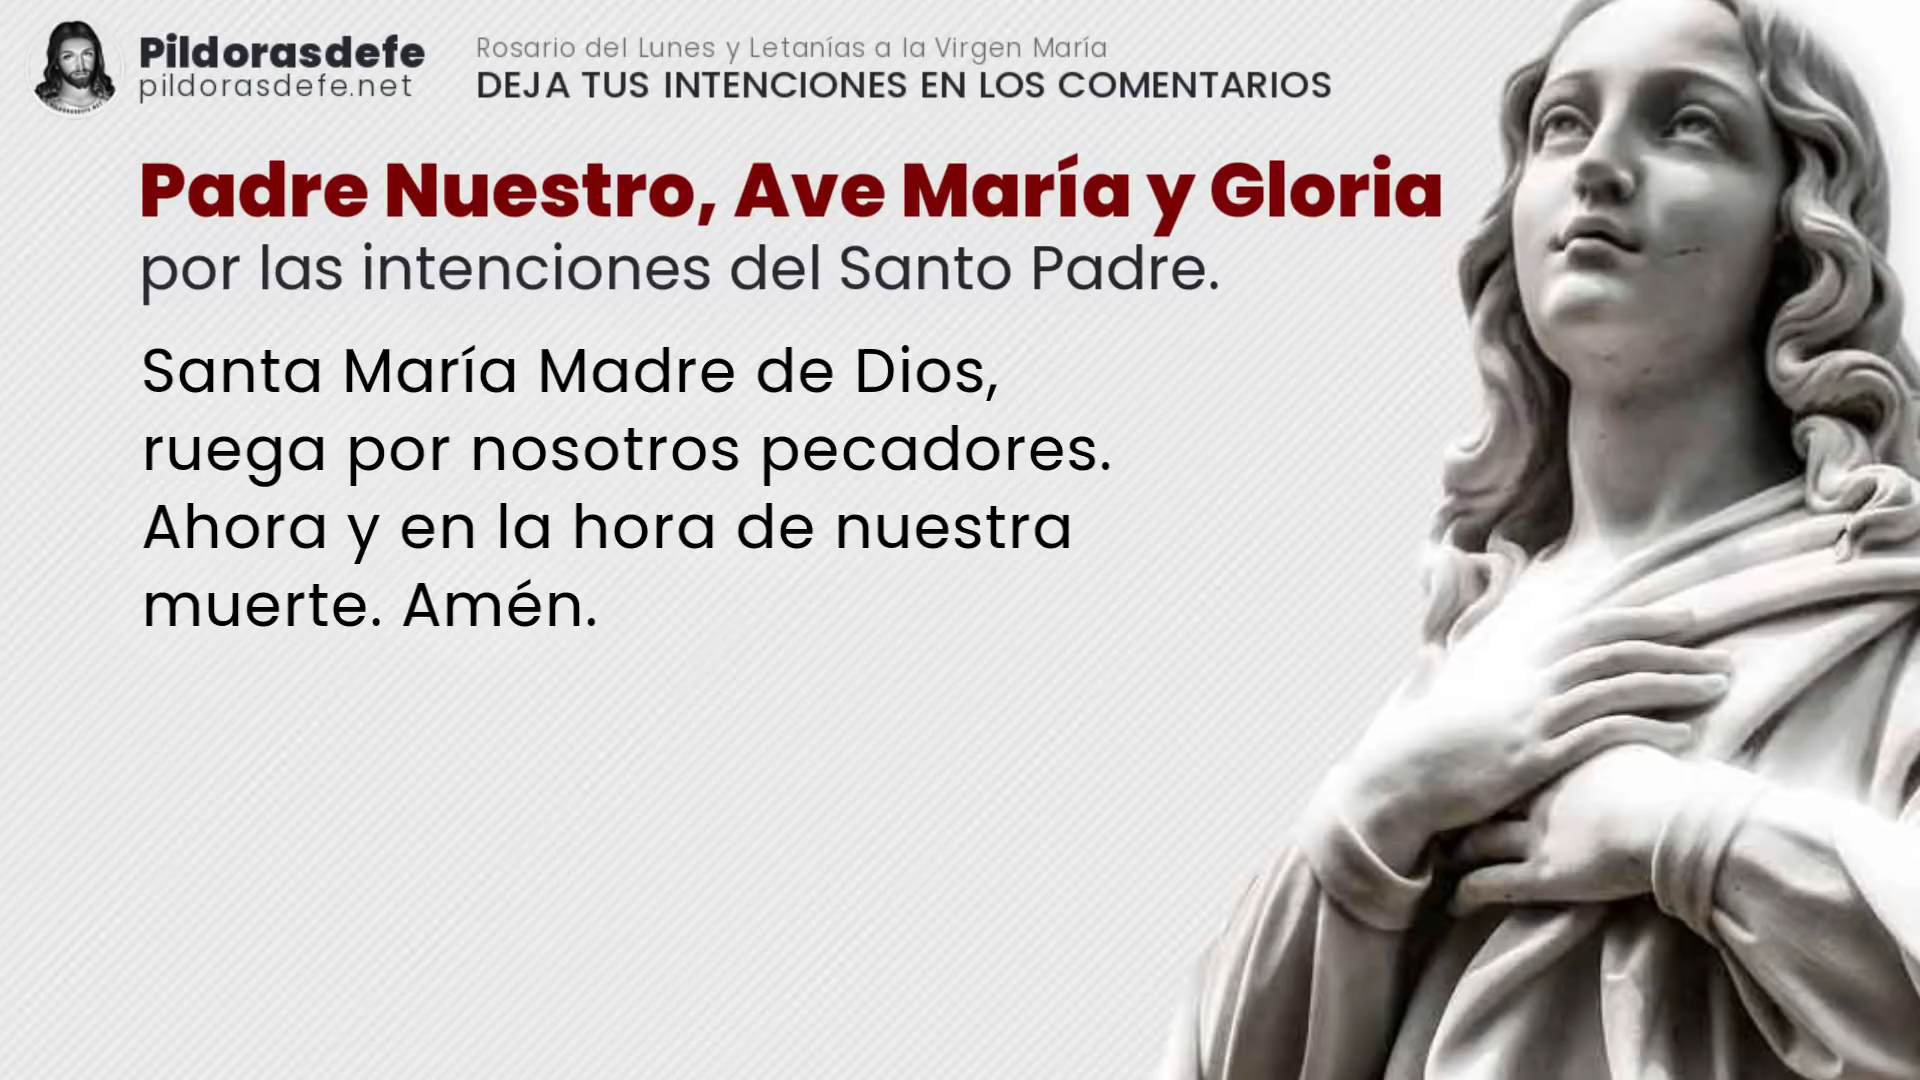 Pildorasdefe
pildorasdefe.net
Rosario del Lunes y Letanías a la Virgen María
DEJA TUS INTENCIONES EN LOS COMENTARIOS
Padre Nuestro, Ave María y Gloria
por las intenciones del Santo Padre.
Santa María Madre de Dios,
ruega por nosotros pecadores.
Ahora y en la hora de nuestra
muerte. Amén.